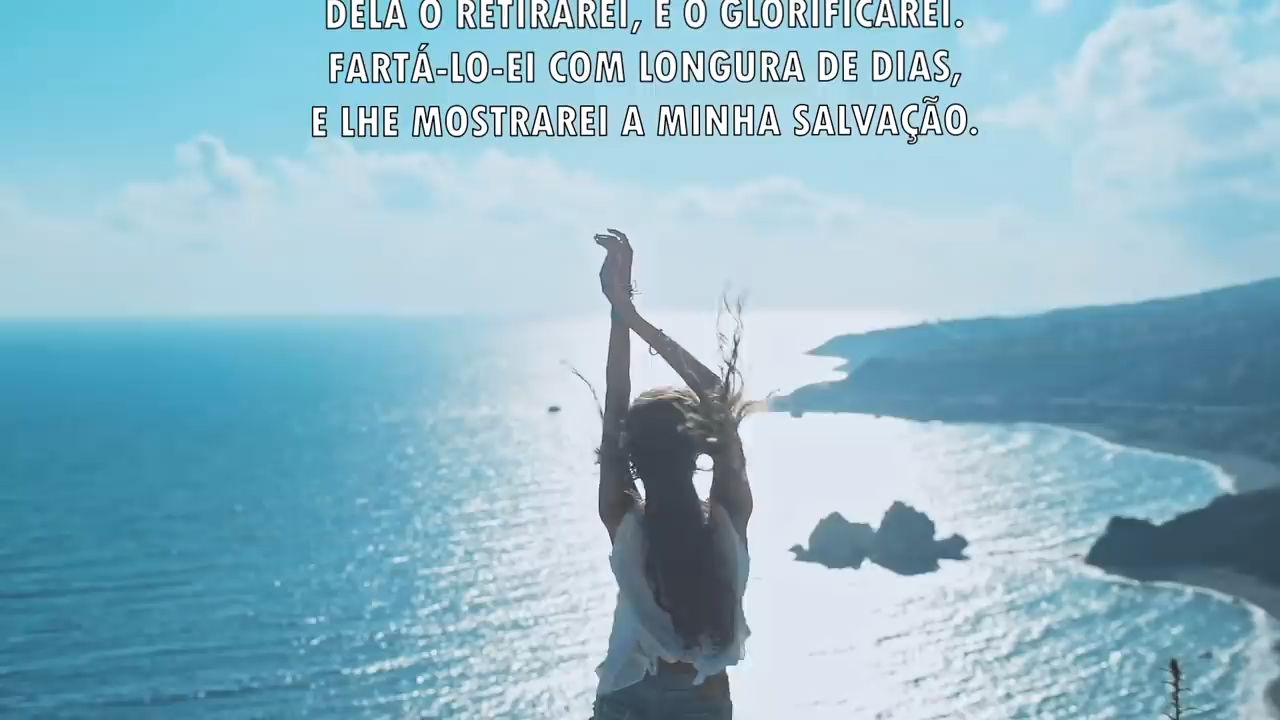 DELA O RETIRAREI, E O GLORIFICAREI.
FARTÁ-LO-EI COM LONGURA DE DIAS,
E LHE MOSTRAREI A MINHA SALVAÇÃO.